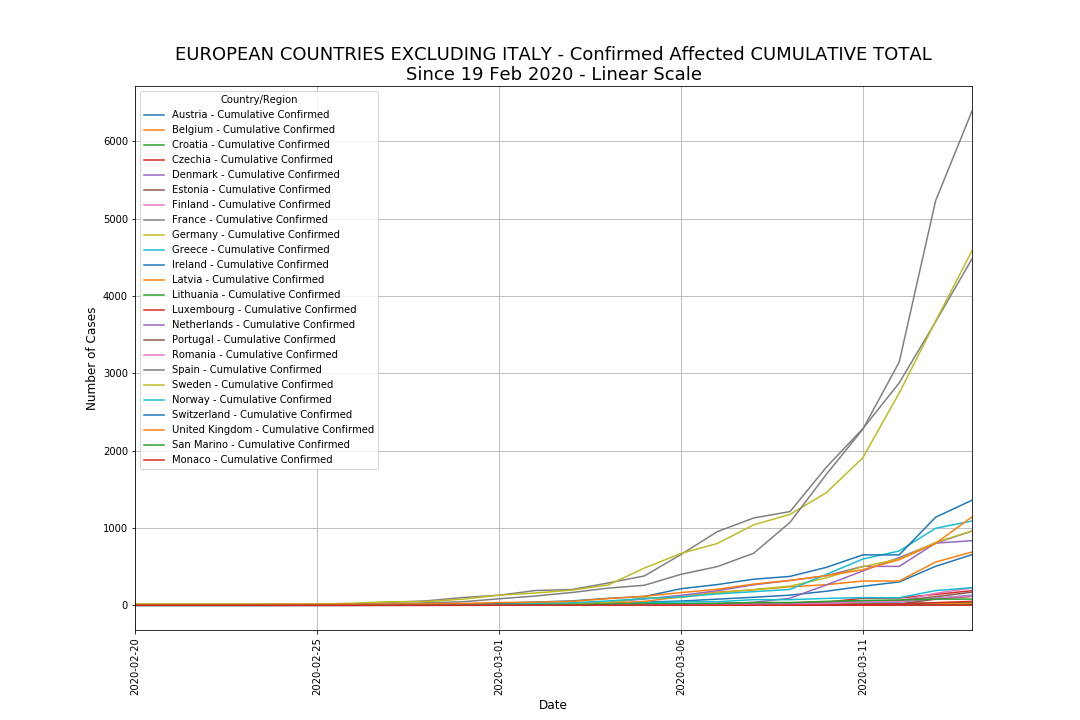 EUROPEAN COUNTRIES EXCLUDING ITALY - Confirmed Affected CUMULATIVE TOTAL
Since 19 Feb 2020 - Linear Scale
Country/Region
Austria - Cumulative Confirmed
Belgium - Cumulative Confirmed
Croatia - Cumulative Confirmed
Czechia - Cumulative Confirmed
Denmark - Cumulative Confirmed
Estonia - Cumulative Confirmed
Finland - Cumulative Confirmed
France - Cumulative Confirmed
Germany - Cumulative Confirmed
Greece - Cumulative Confirmed
Ireland - Cumulative Confirmed
Latvia - Cumulative Confirmed
Lithuania - Cumulative Confirmed
Luxembourg - Cumulative Confirmed
Netherlands - Cumulative Confirmed
Portugal - Cumulative Confirmed
Romania - Cumulative Confirmed
Spain - Cumulative Confirmed
Sweden - Cumulative Confirmed
Norway - Cumulative Confirmed
Switzerland - Cumulative Confirmed
United Kingdom - Cumulative Confirmed
San Marino - Cumulative Confirmed
Monaco - Cumulative Confirmed
Number of Cases
6000
5000
4000
3000
2000
1000
0
2020-02-20
2020-02-25
2020-03-01
2020-03-06
2020-03-11
Date